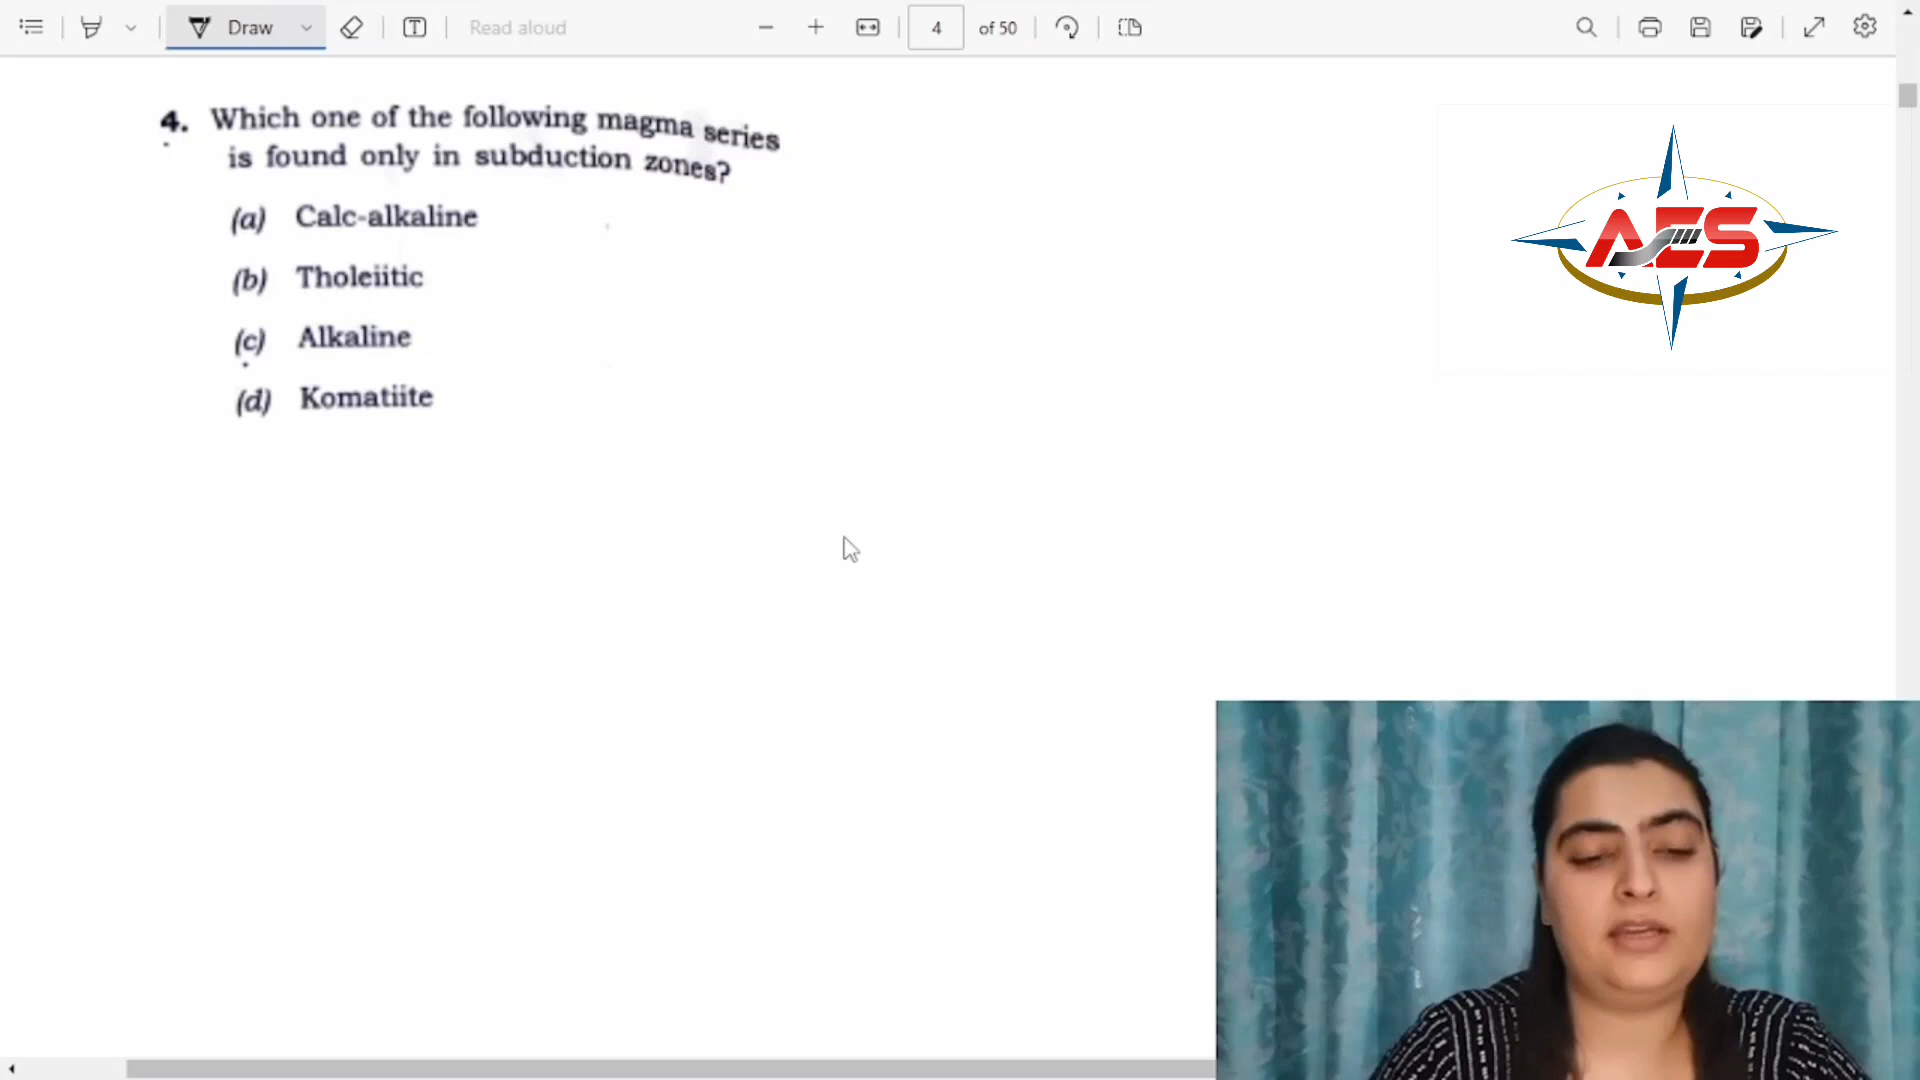 Draw
Read aloud
4
of 50
4. Which one of the following magma series
is found only in subduction zones?
(a) Calc-alkaline
(b) Tholeiitic
(c) Alkaline
(d) Komatiite
AES